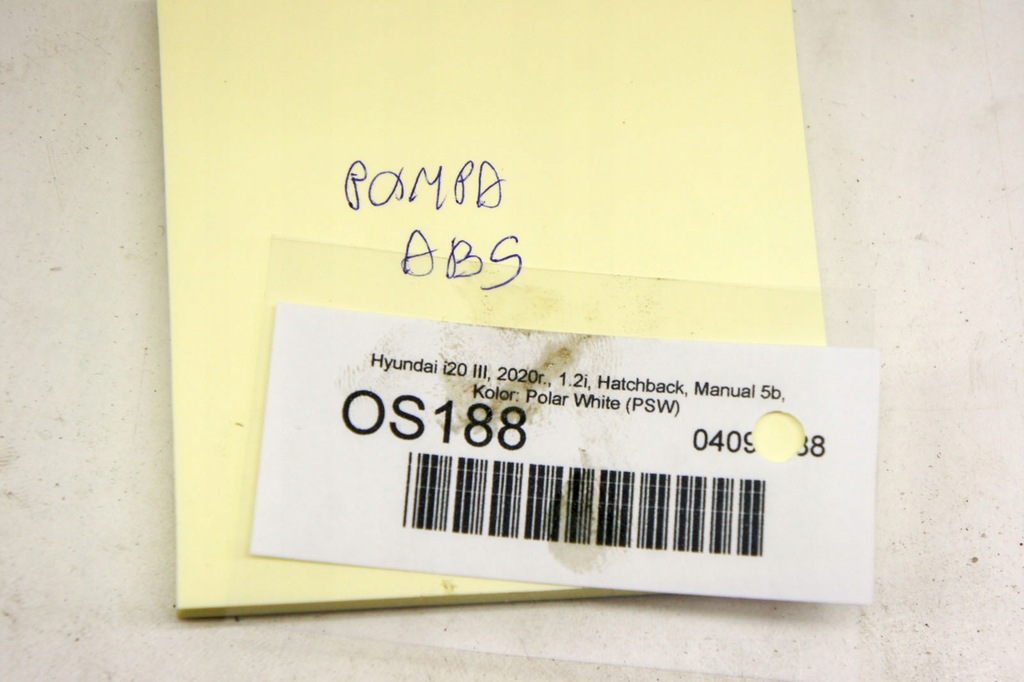 POMPA
ABS
Hyundai i20 III, 2020r., 1.2i, Hatchback, Manual 5b,
Kolor: Polar White (PSW)
OS188